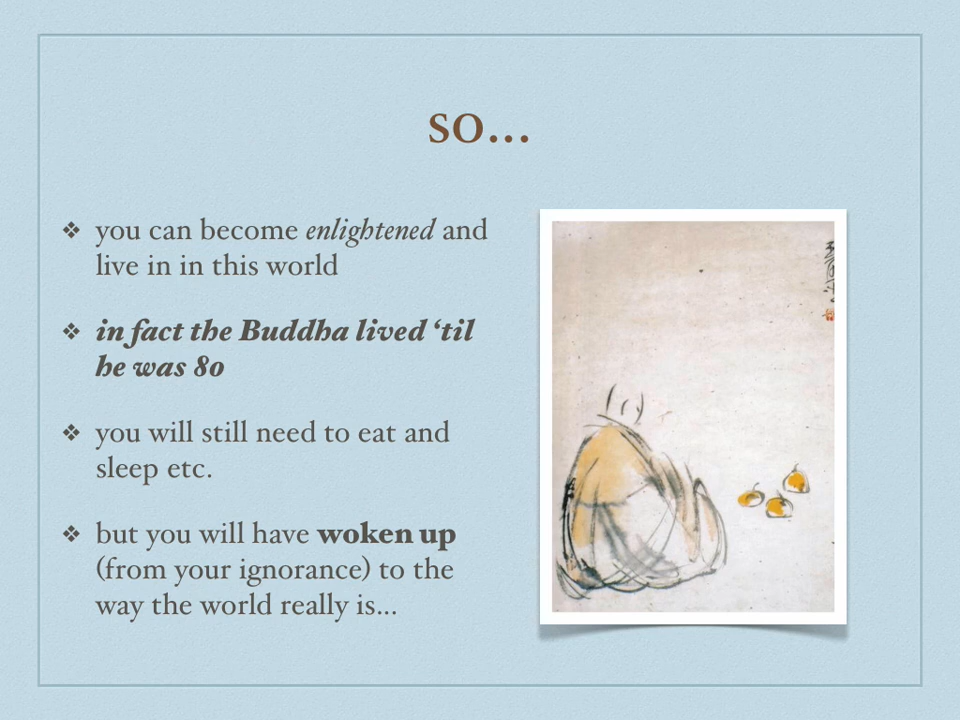 SO...
❖ you can become enlightened and
live in in this world
❖ in fact the Buddha lived ‘til
he was 80
❖ you will still need to eat and
sleep etc.
❖ but you will have woken up
(from your ignorance) to the
way the world really is...